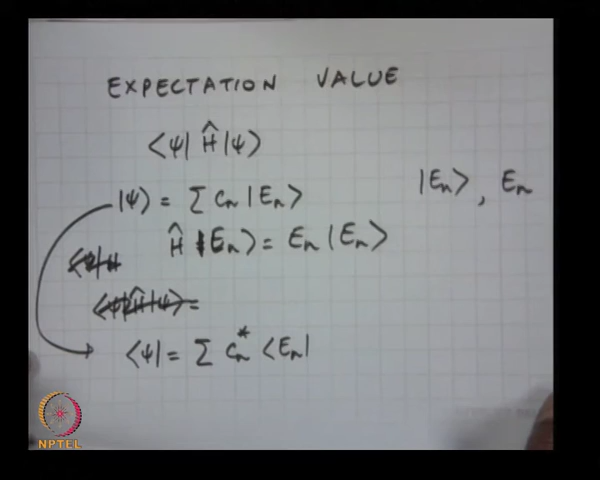 EXPECTATION VALUE
⟨ψ| Ĥ |ψ⟩
|ψ⟩ = Σ cₙ |Eₙ⟩
|Eₙ⟩ , Eₙ
Ĥ |Eₙ⟩ = Eₙ |Eₙ⟩
⟨ψ| = Σ cₙ* ⟨Eₙ|
NPTEL